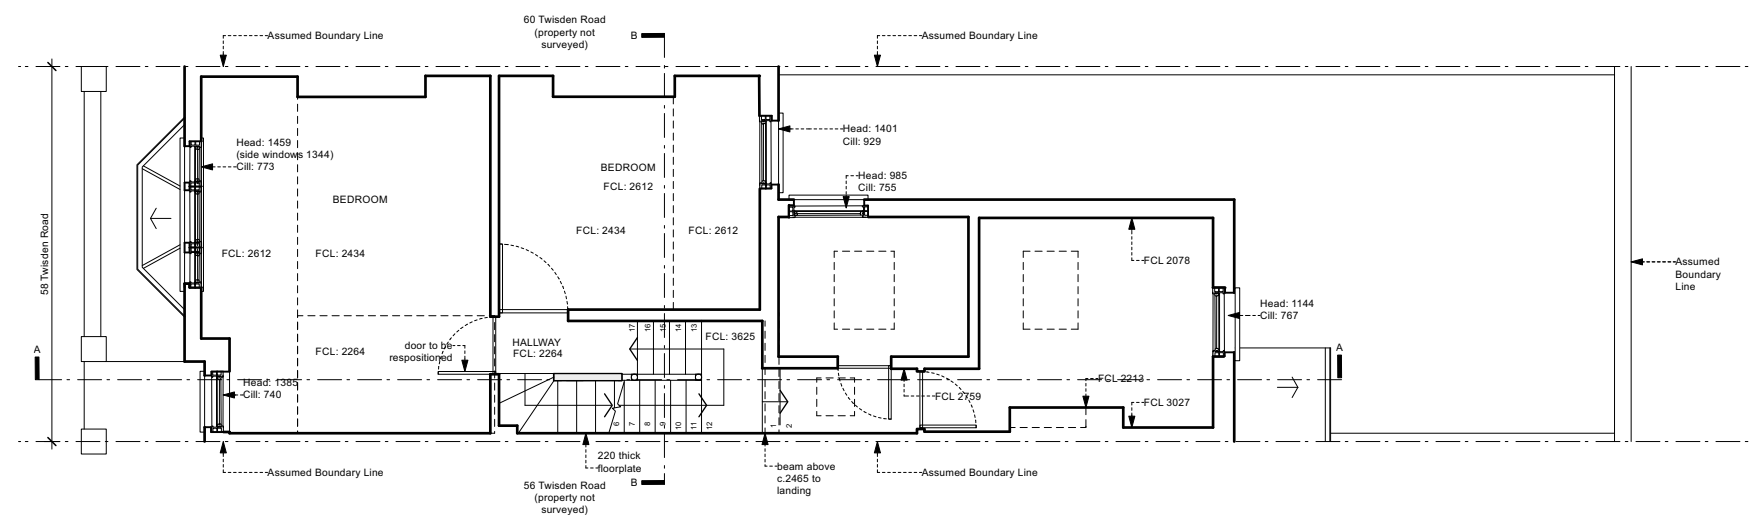 60 Twisden Road
(property not
surveyed)
B
Assumed Boundary Line
Assumed Boundary Line
Head: 1459
(side windows 1344)
Cill: 773
Head: 1401
Cill: 929
BEDROOM
FCL: 2612
Head: 985
Cill: 755
BEDROOM
FCL: 2434
FCL: 2612
58 Twisden Road
FCL: 2612
FCL: 2434
FCL 2078
Assumed
Boundary
Line
Head: 1144
Cill: 767
17
16
15
14
13
FCL: 3625
HALLWAY
FCL: 2264
door to be
respositioned
FCL: 2264
A
A
Head: 1385
Cill: 740
FCL 2213
FCL 2759
FCL 3027
6
7
8
9
10
11
12
1
2
220 thick
floorplate
beam above
c.2465 to
landing
Assumed Boundary Line
Assumed Boundary Line
B
56 Twisden Road
(property not
surveyed)